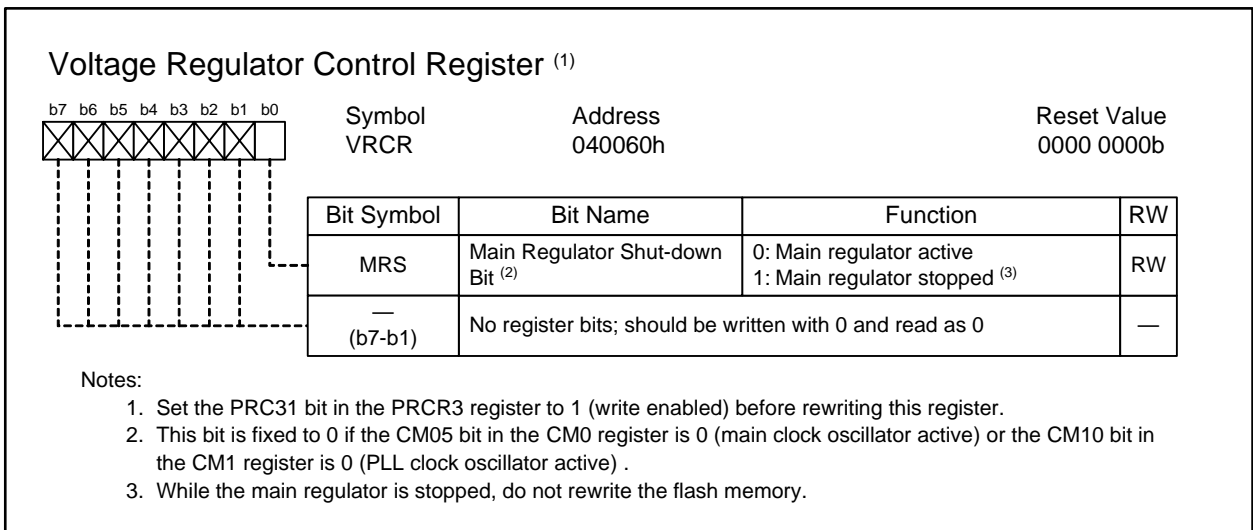 Voltage Regulator Control Register (1)
b7 b6 b5 b4 b3 b2 b1 b0
Symbol Address Reset Value
VRCR 040060h 0000 0000b
Bit Symbol Bit Name Function RW
MRS Main Regulator Shut-down Bit (2) 0: Main regulator active
1: Main regulator stopped (3) RW
— (b7-b1) No register bits; should be written with 0 and read as 0 —
Notes:
1. Set the PRC31 bit in the PRCR3 register to 1 (write enabled) before rewriting this register.
2. This bit is fixed to 0 if the CM05 bit in the CM0 register is 0 (main clock oscillator active) or the CM10 bit in
the CM1 register is 0 (PLL clock oscillator active) .
3. While the main regulator is stopped, do not rewrite the flash memory.